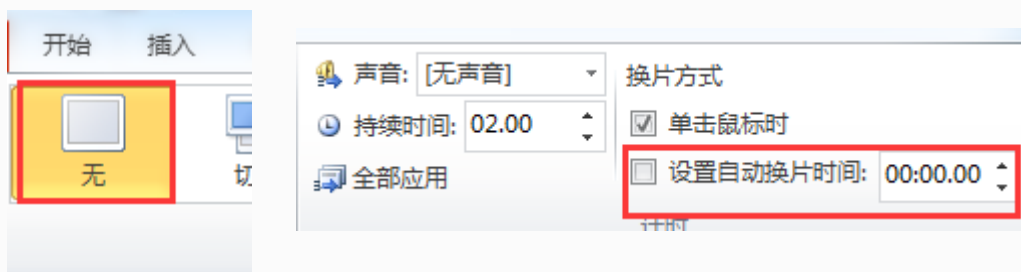 开始 插入
无 切
声音: [无声音]
换片方式
持续时间: 02.00
单击鼠标时
全部应用
设置自动换片时间: 00:00.00
计时